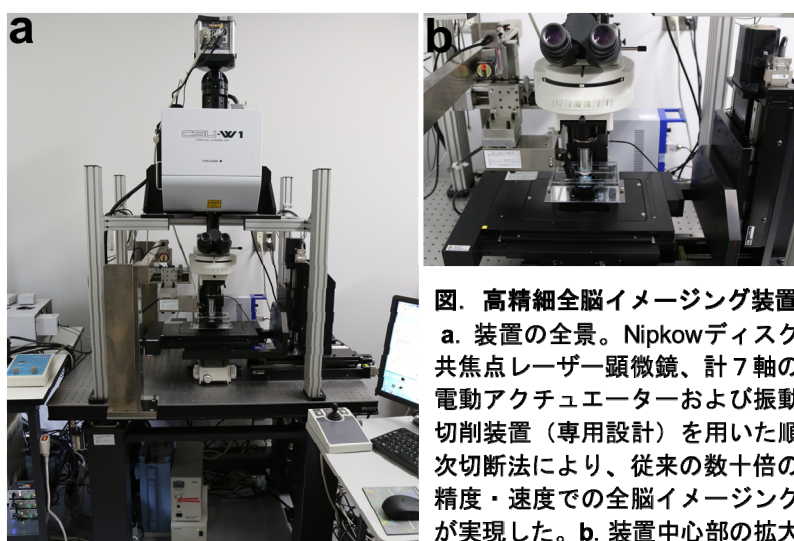 a
b
CSU-W1
YOKOGAWA
図. 高精細全脳イメージング装置
a. 装置の全景。Nipkowディスク
共焦点レーザー顕微鏡、計７軸の
電動アクチュエーターおよび振動
切削装置（専用設計）を用いた順
次切断法により、従来の数十倍の
精度・速度での全脳イメージング
が実現した。b. 装置中心部の拡大